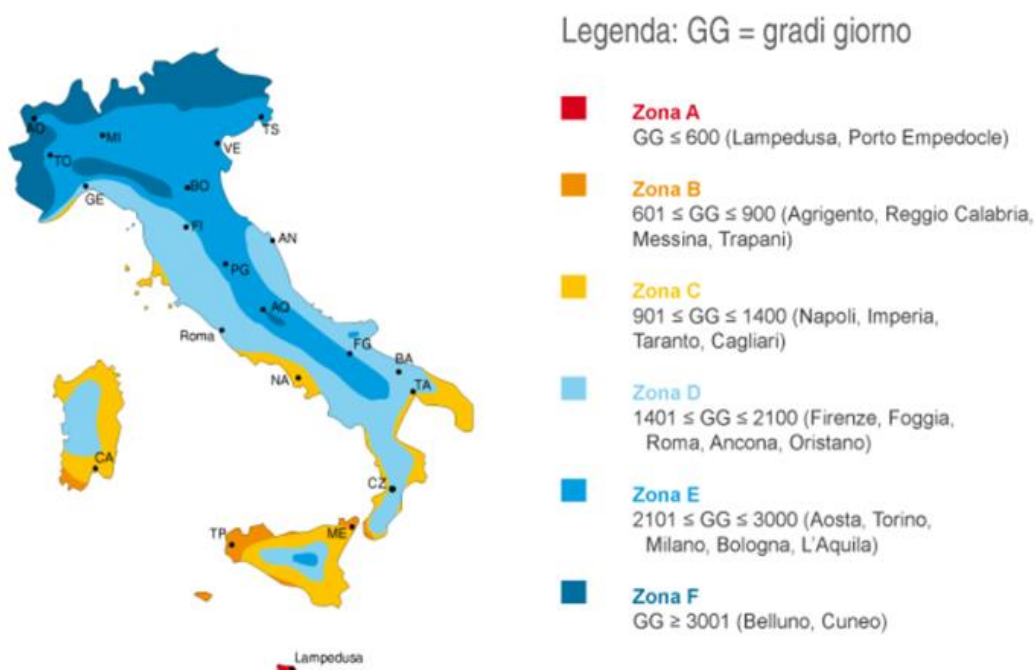 Legenda: GG = gradi giorno
Zona A
GG ≤ 600 (Lampedusa, Porto Empedocle)
Zona B
601 ≤ GG ≤ 900 (Agrigento, Reggio Calabria,
Messina, Trapani)
Zona C
901 ≤ GG ≤ 1400 (Napoli, Imperia,
Taranto, Cagliari)
Zona D
1401 ≤ GG ≤ 2100 (Firenze, Foggia,
Roma, Ancona, Oristano)
Zona E
2101 ≤ GG ≤ 3000 (Aosta, Torino,
Milano, Bologna, L'Aquila)
Zona F
GG ≥ 3001 (Belluno, Cuneo)
AO
MI
TS
TO
VE
GE
BO
FI
AN
PG
AQ
Roma
FG
BA
NA
TA
CA
CZ
TP
ME
Lampedusa